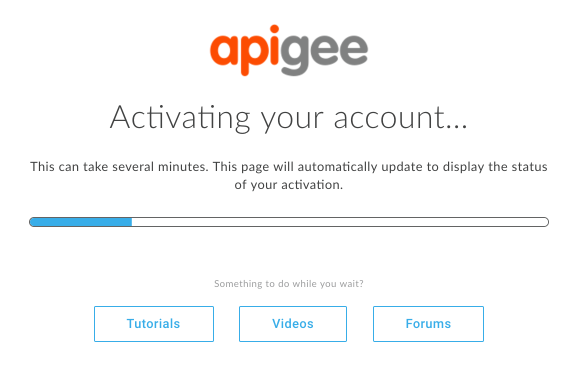 apigee
Activating your account...
This can take several minutes. This page will automatically update to display the status
of your activation.
Something to do while you wait?
Tutorials
Videos
Forums